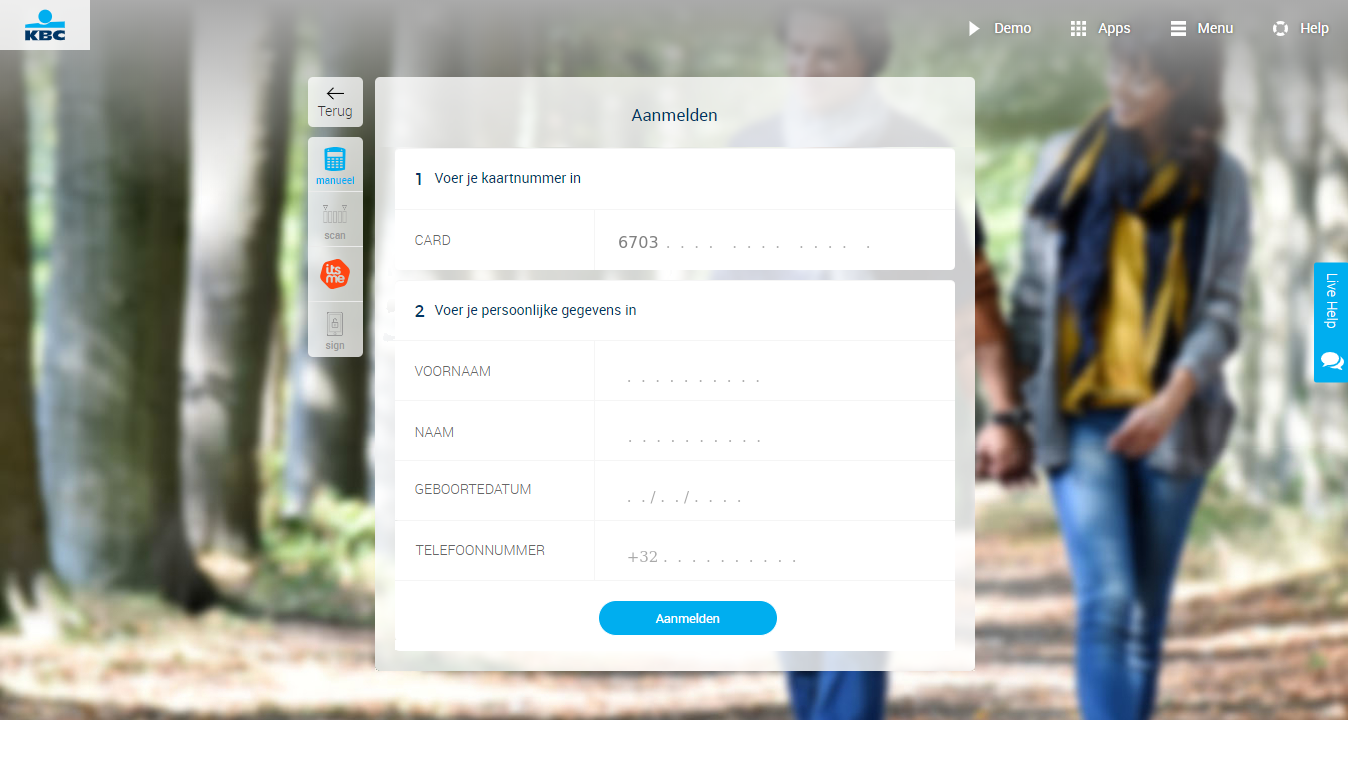 KBC
Demo
Apps
Menu
Help
Terug
manueel
scan
its
me
sign
Aanmelden
1 Voer je kaartnummer in
CARD 6703 . . . . . . . . . . . . .
2 Voer je persoonlijke gegevens in
VOORNAAM . . . . . . . . . .
NAAM . . . . . . . . . .
GEBOORTEDATUM . . / . . / . . . .
TELEFOONNUMMER +32 . . . . . . . . . .
Aanmelden
Live Help